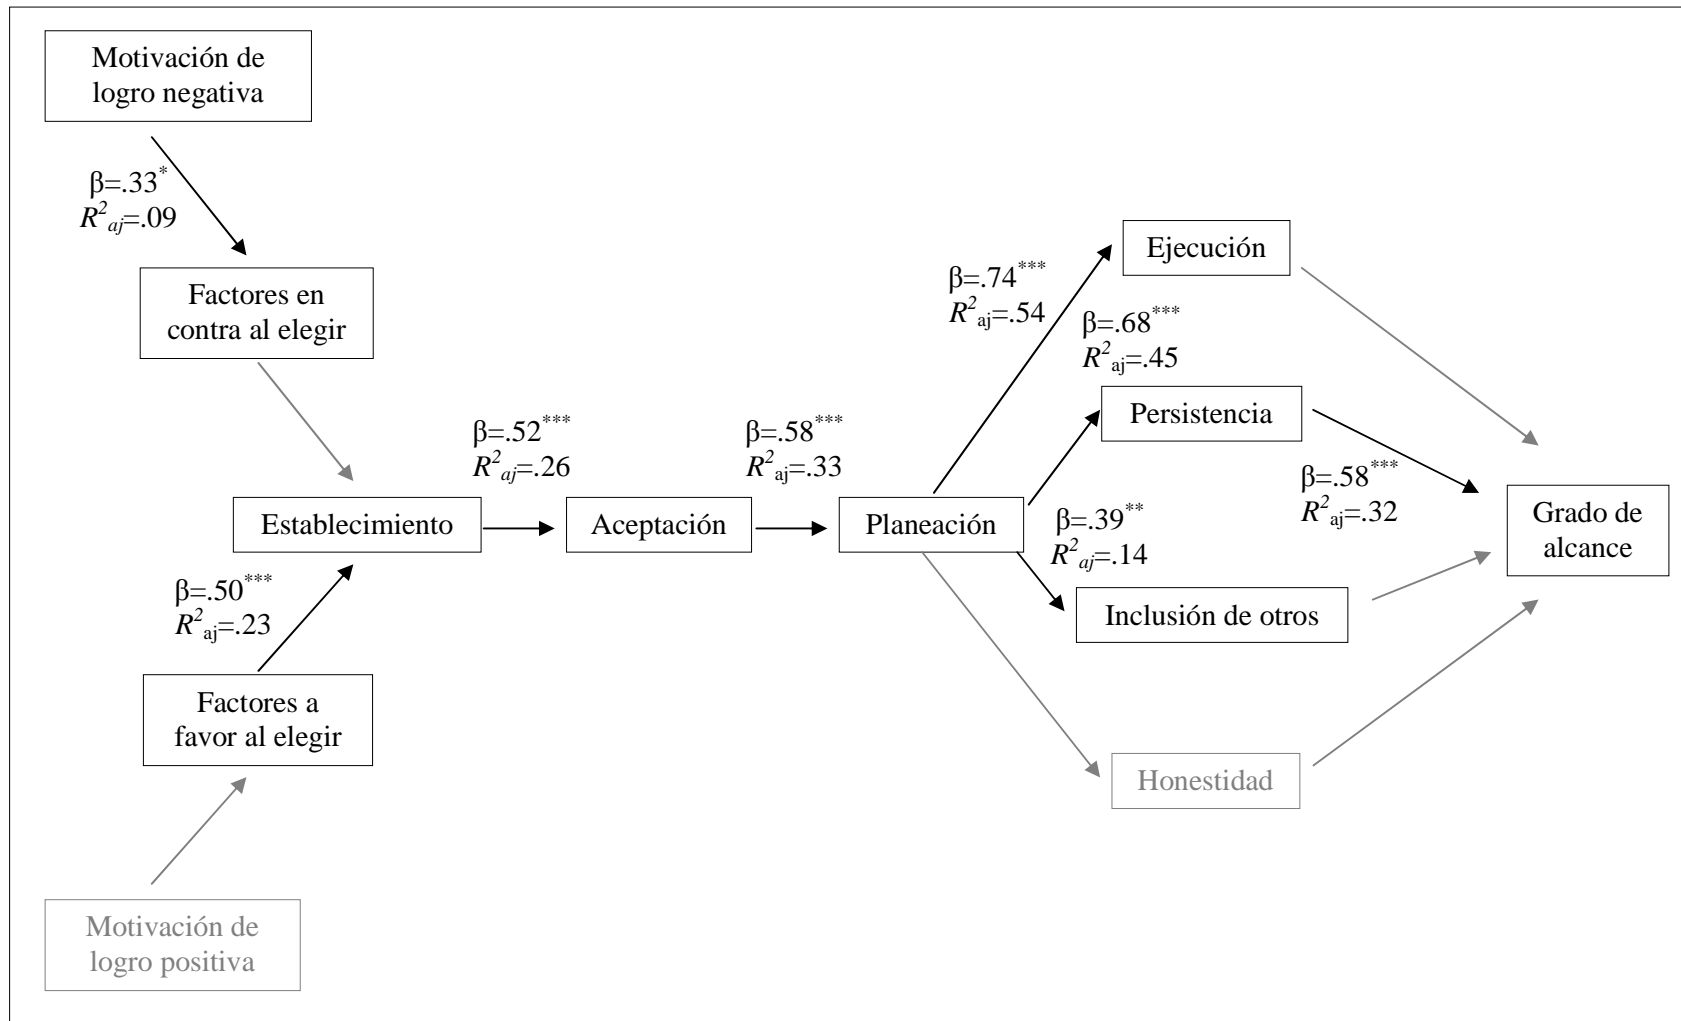 Motivación de
logro negativa
β=.33*
R²aj=.09
Factores en
contra al elegir
β=.74***
R²aj=.54
Ejecución
β=.68***
R²aj=.45
Persistencia
β=.52***
R²aj=.26
β=.58***
R²aj=.33
β=.58***
R²aj=.32
Establecimiento
Aceptación
Planeación
β=.39**
R²aj=.14
Grado de
alcance
β=.50***
R²aj=.23
Inclusión de otros
Factores a
favor al elegir
Honestidad
Motivación de
logro positiva